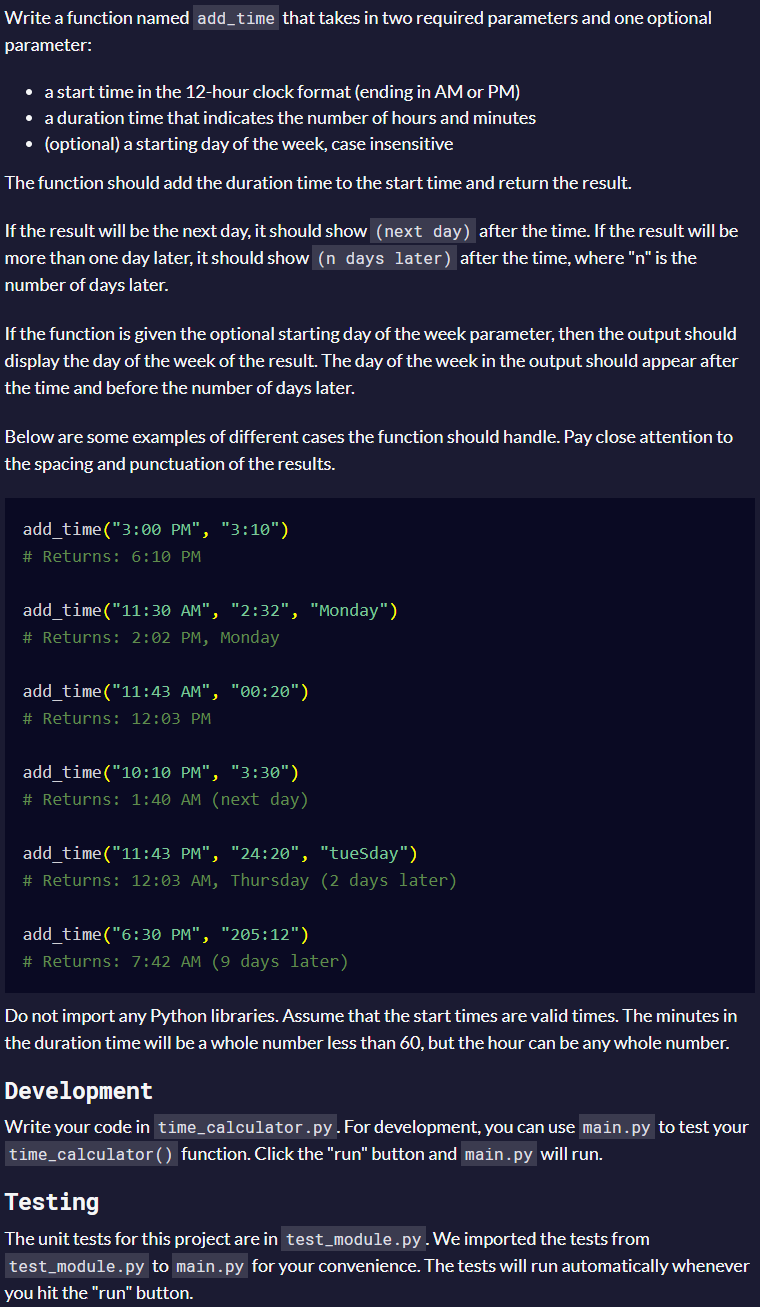 Write a function named add_time that takes in two required parameters and one optional
parameter:
• a start time in the 12-hour clock format (ending in AM or PM)
• a duration time that indicates the number of hours and minutes
• (optional) a starting day of the week, case insensitive
The function should add the duration time to the start time and return the result.
If the result will be the next day, it should show (next day) after the time. If the result will be
more than one day later, it should show (n days later) after the time, where "n" is the
number of days later.
If the function is given the optional starting day of the week parameter, then the output should
display the day of the week of the result. The day of the week in the output should appear after
the time and before the number of days later.
Below are some examples of different cases the function should handle. Pay close attention to
the spacing and punctuation of the results.
add_time("3:00 PM", "3:10")
# Returns: 6:10 PM
add_time("11:30 AM", "2:32", "Monday")
# Returns: 2:02 PM, Monday
add_time("11:43 AM", "00:20")
# Returns: 12:03 PM
add_time("10:10 PM", "3:30")
# Returns: 1:40 AM (next day)
add_time("11:43 PM", "24:20", "tueSday")
# Returns: 12:03 AM, Thursday (2 days later)
add_time("6:30 PM", "205:12")
# Returns: 7:42 AM (9 days later)
Do not import any Python libraries. Assume that the start times are valid times. The minutes in
the duration time will be a whole number less than 60, but the hour can be any whole number.
Development
Write your code in time_calculator.py. For development, you can use main.py to test your
time_calculator() function. Click the "run" button and main.py will run.
Testing
The unit tests for this project are in test_module.py. We imported the tests from
test_module.py to main.py for your convenience. The tests will run automatically whenever
you hit the "run" button.